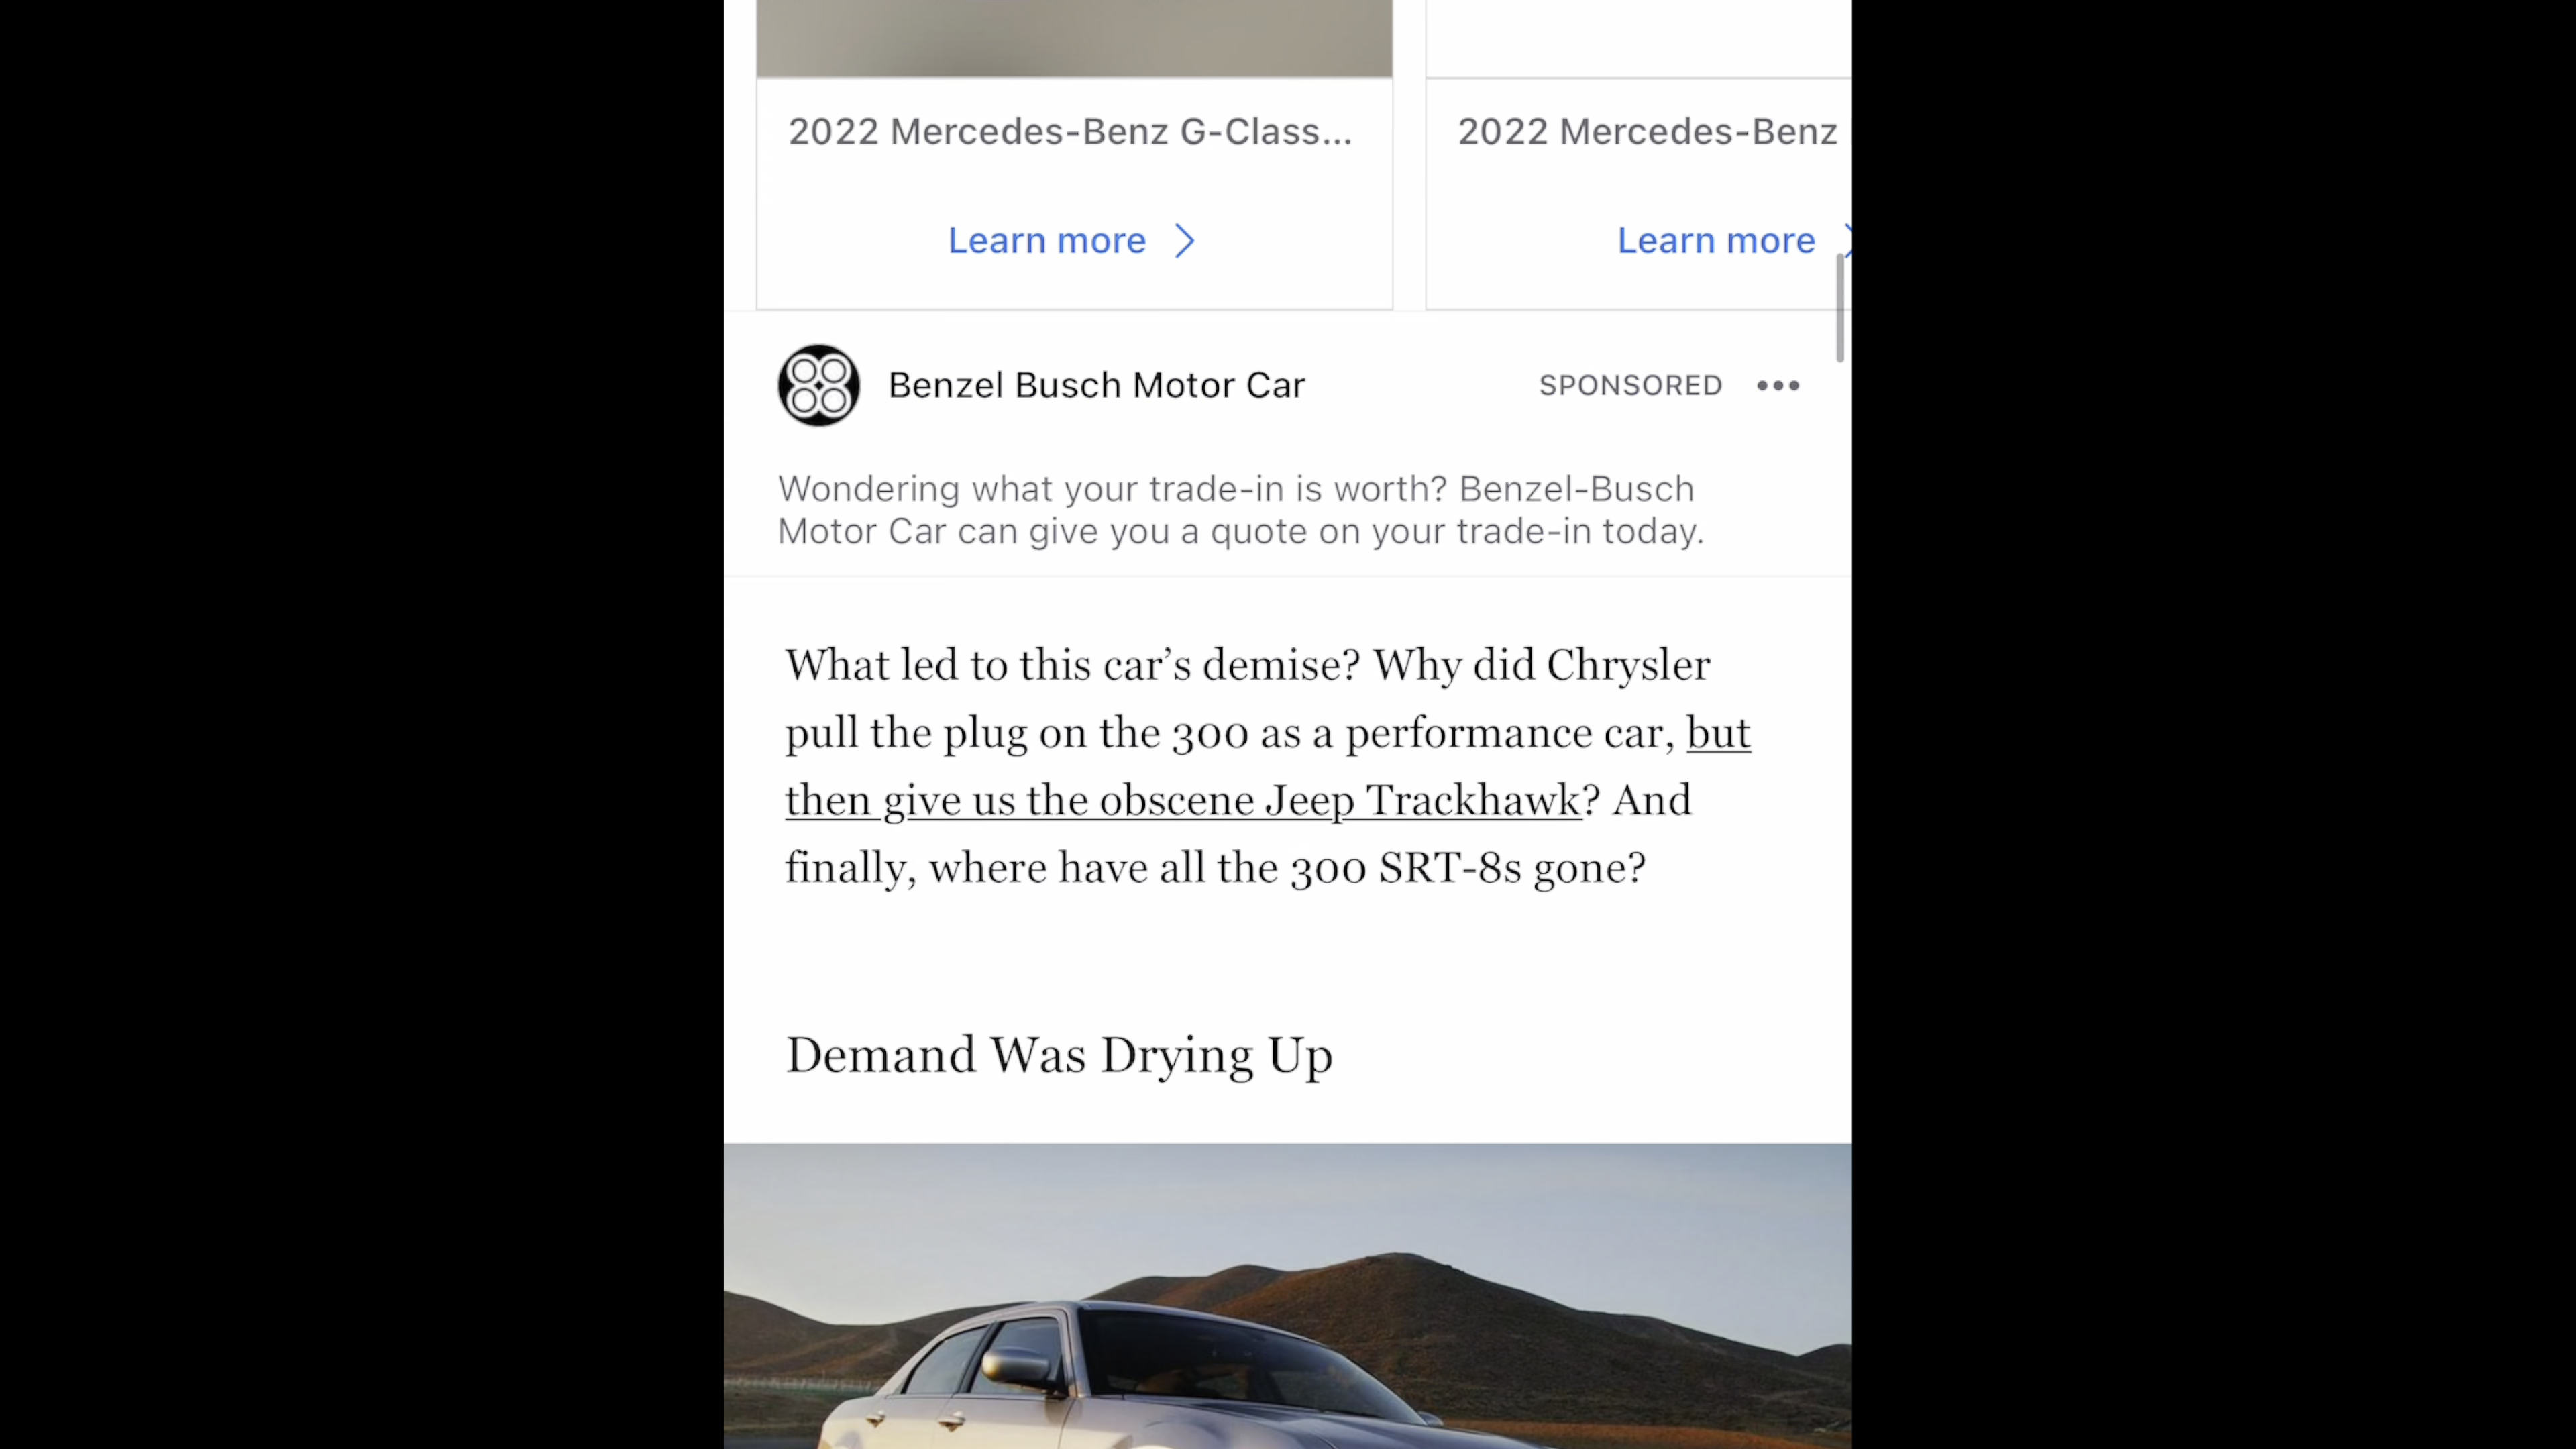 2022 Mercedes-Benz G-Class...
2022 Mercedes-Benz
Learn more
Learn more
Benzel Busch Motor Car
SPONSORED
Wondering what your trade-in is worth? Benzel-Busch
Motor Car can give you a quote on your trade-in today.
What led to this car’s demise? Why did Chrysler
pull the plug on the 300 as a performance car, but
then give us the obscene Jeep Trackhawk? And
finally, where have all the 300 SRT-8s gone?
Demand Was Drying Up